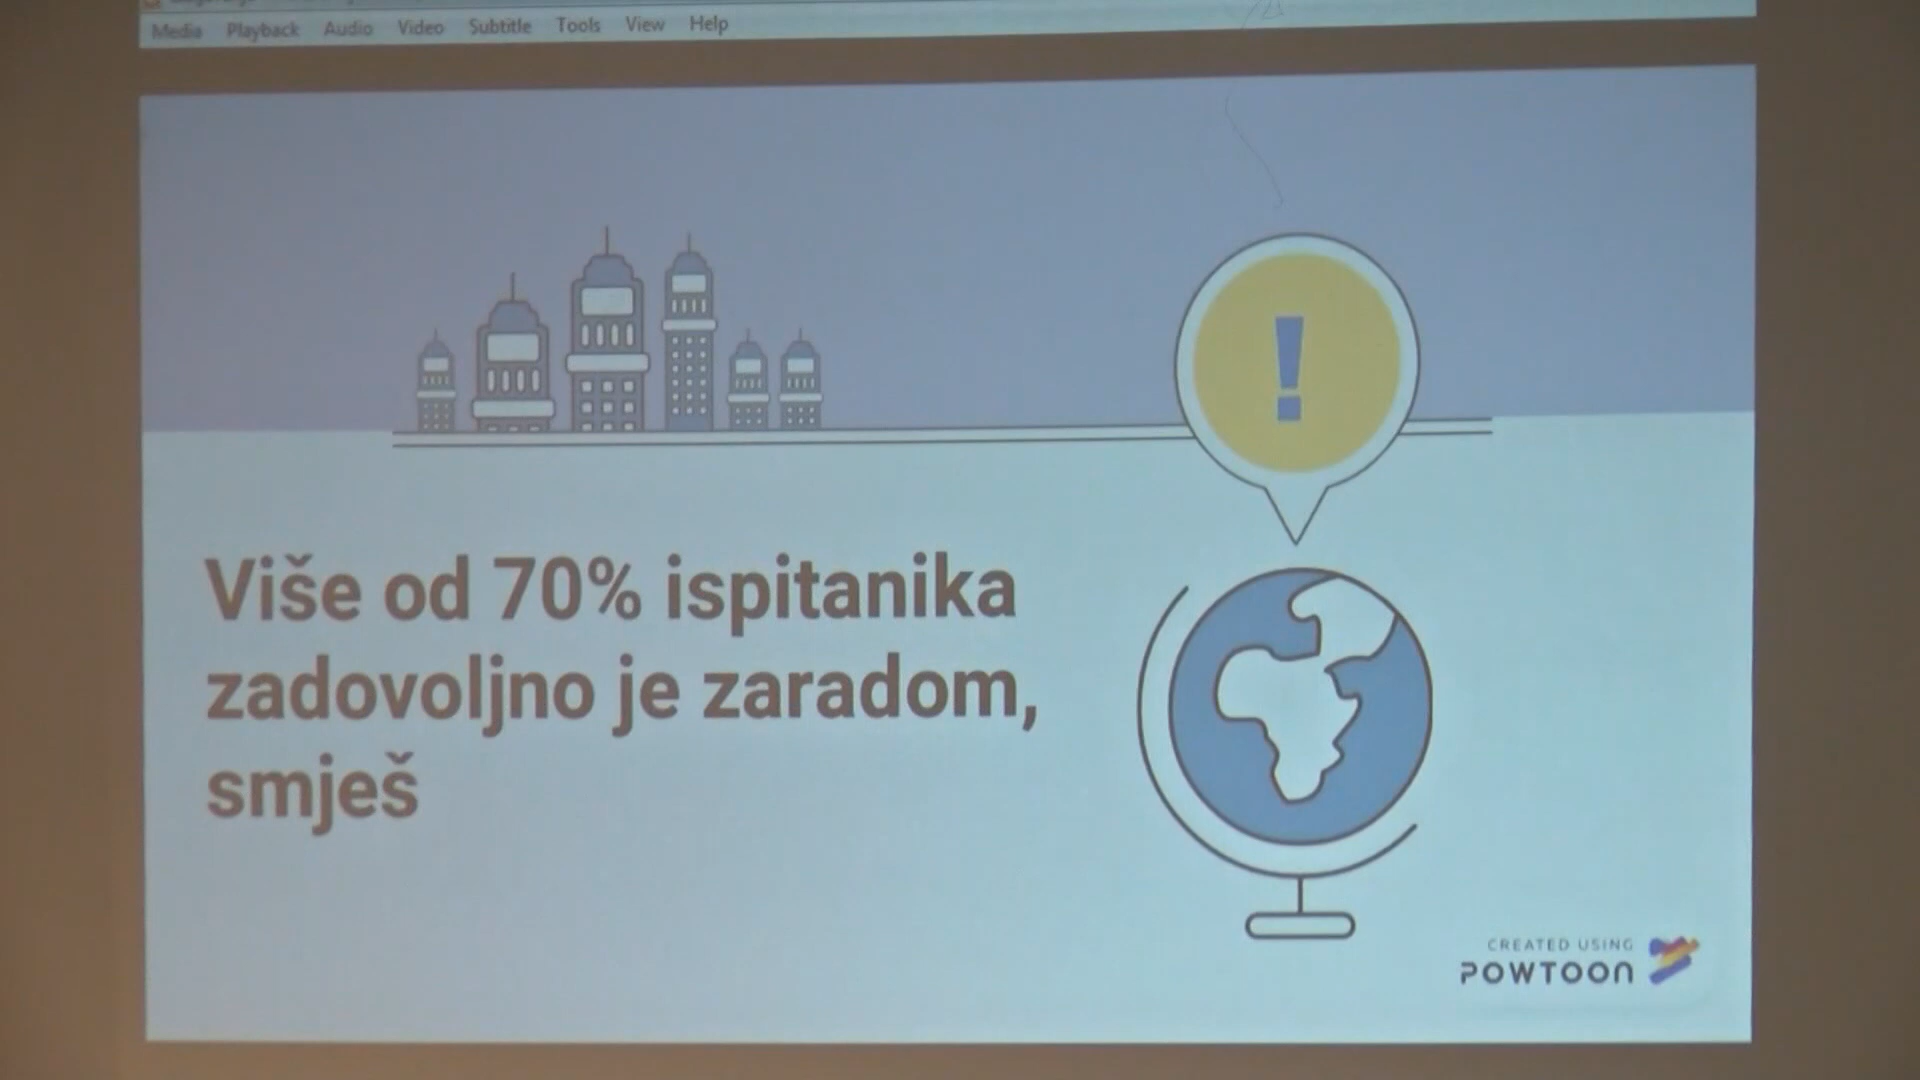 Media Playback Audio Video Subtitle Tools View Help
!
Više od 70% ispitanika
zadovoljno je zaradom,
smješ
CREATED USING
POWTOON